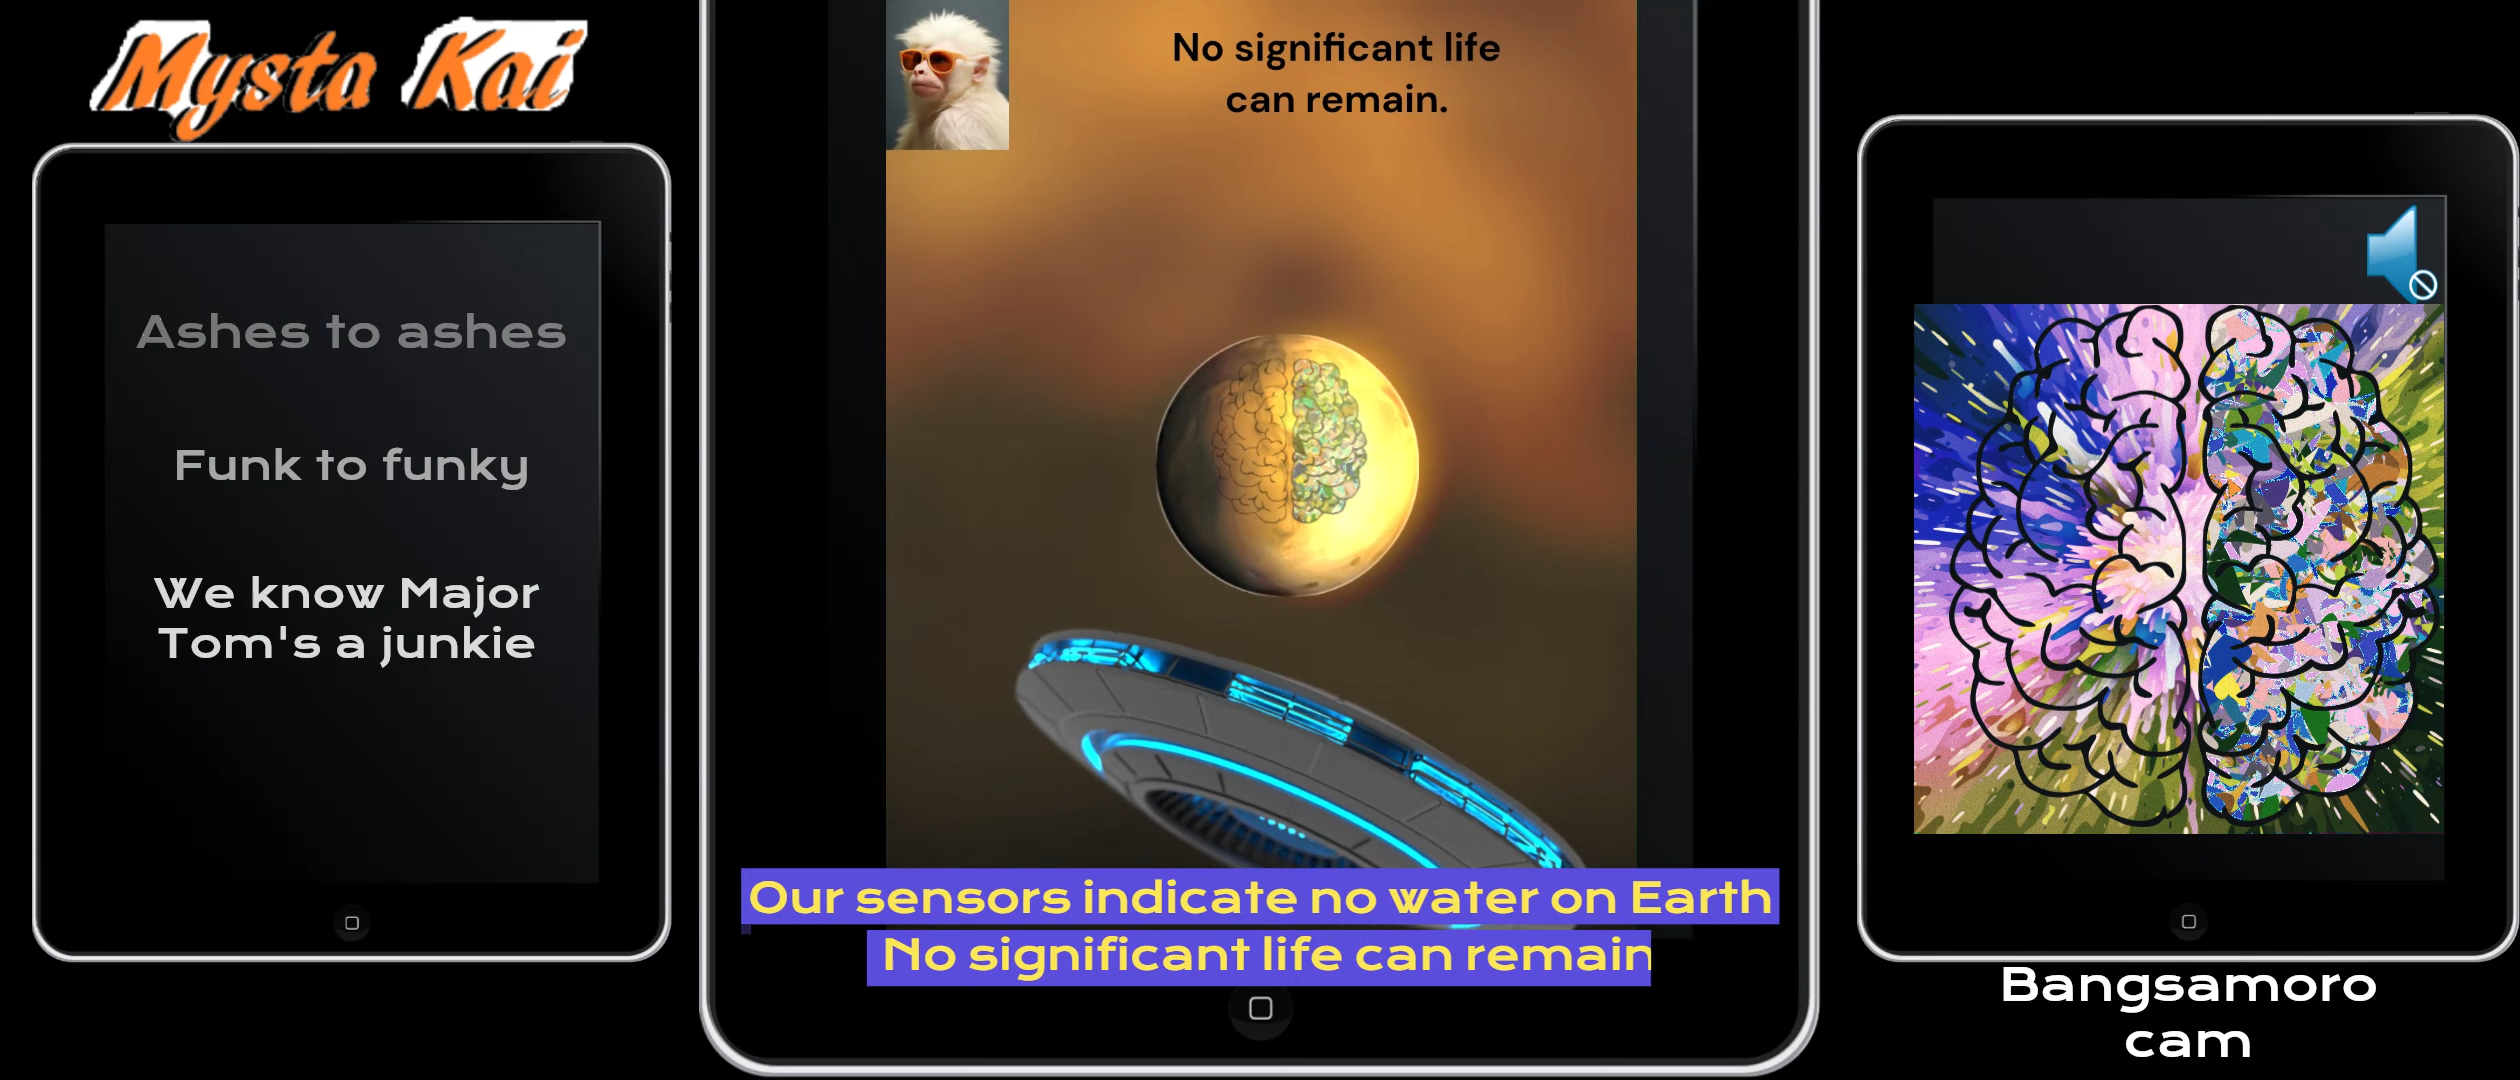 Mysta Kai
Ashes to ashes
Funk to funky
We know Major
Tom's a junkie
No significant life
can remain.
Our sensors indicate no water on Earth
No significant life can remain
Bangsamoro
cam